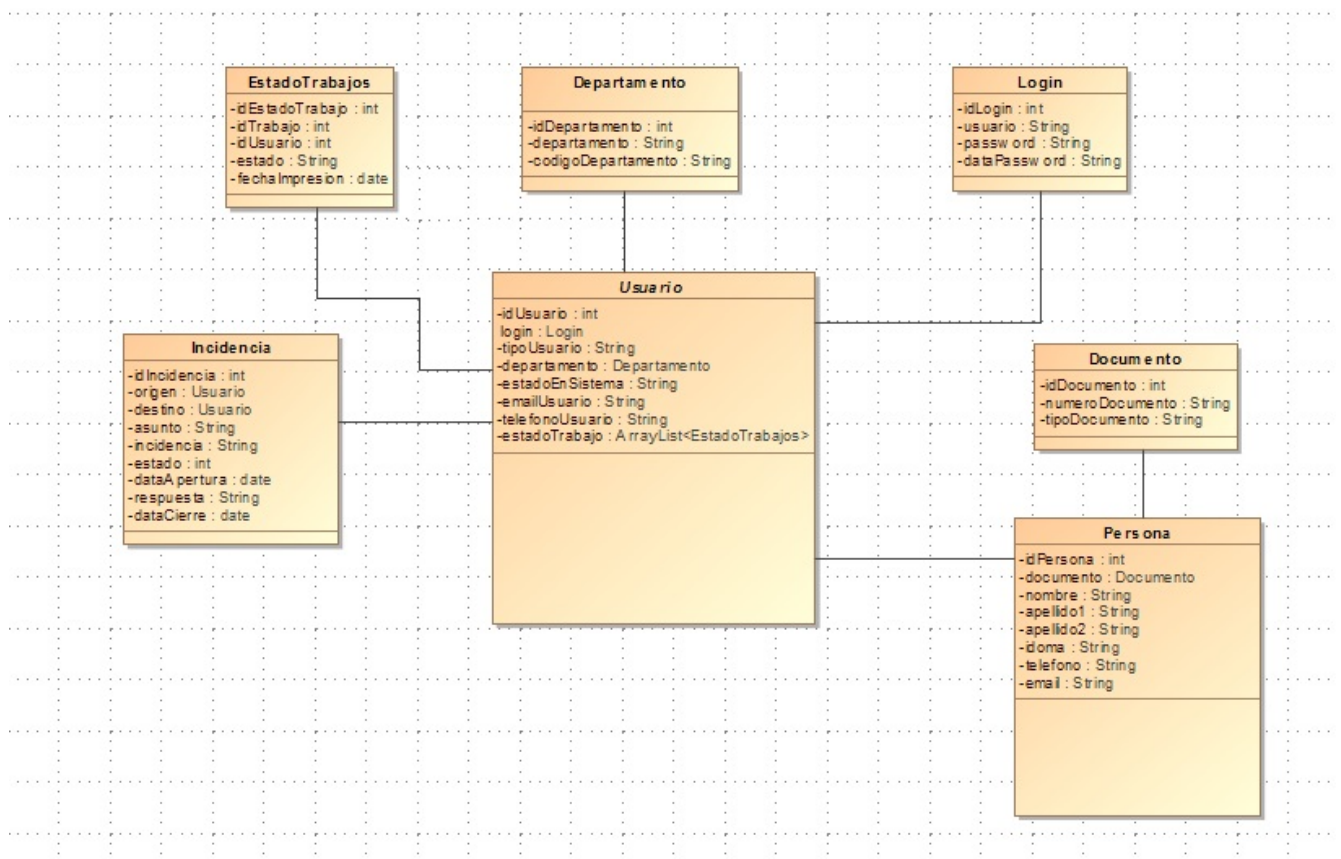 EstadoTrabajos
-idEstadoTrabajo : int
-idTrabajo : int
-idUsuario : int
-estado : String
-fechaImpresion : date
Departamento
-idDepartamento : int
-departamento : String
-codigoDepartamento : String
Login
-idLogin : int
-usuario : String
-password : String
-dataPassword : String
Usuario
-idUsuario : int
login : Login
-tipoUsuario : String
-departamento : Departamento
-estadoEnSistema : String
-emailUsuario : String
-telefonoUsuario : String
-estadoTrabajo : ArrayList<EstadoTrabajos>
Incidencia
-idIncidencia : int
-origen : Usuario
-destino : Usuario
-asunto : String
-incidencia : String
-estado : int
-dataApertura : date
-respuesta : String
-dataCierre : date
Documento
-idDocumento : int
-numeroDocumento : String
-tipoDocumento : String
Persona
-idPersona : int
-documento : Documento
-nombre : String
-apellido1 : String
-apellido2 : String
-idoma : String
-telefono : String
-email : String